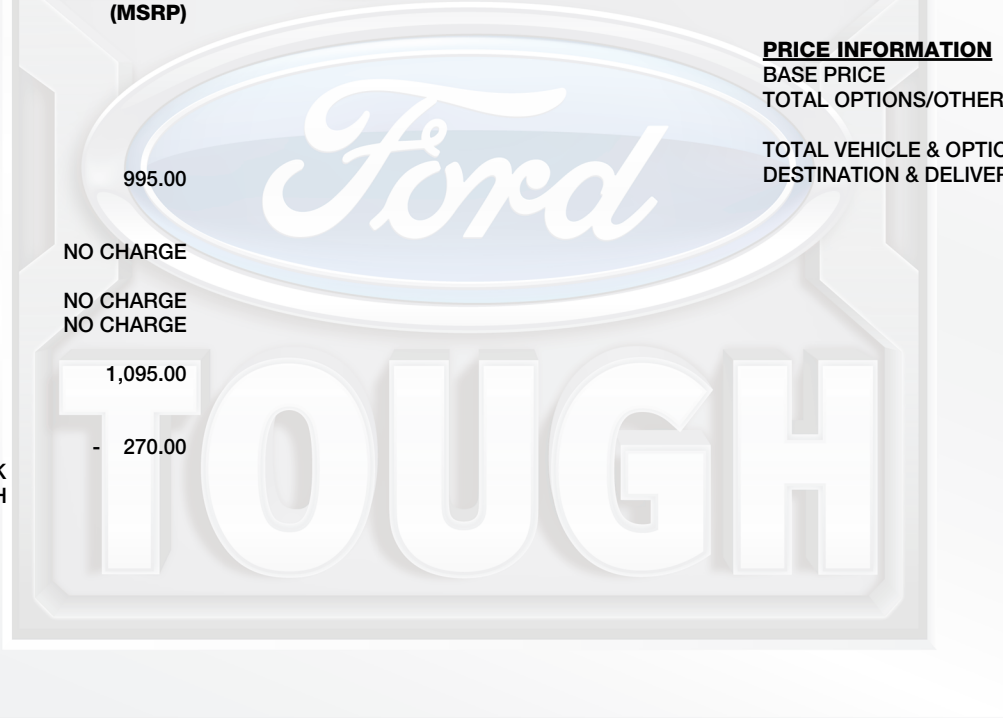 (MSRP)
995.00
NO CHARGE
NO CHARGE
NO CHARGE
1,095.00
- 270.00
K
H
PRICE INFORMATION
BASE PRICE
TOTAL OPTIONS/OTHER
TOTAL VEHICLE & OPTIO
DESTINATION & DELIVER
Ford
TOUGH